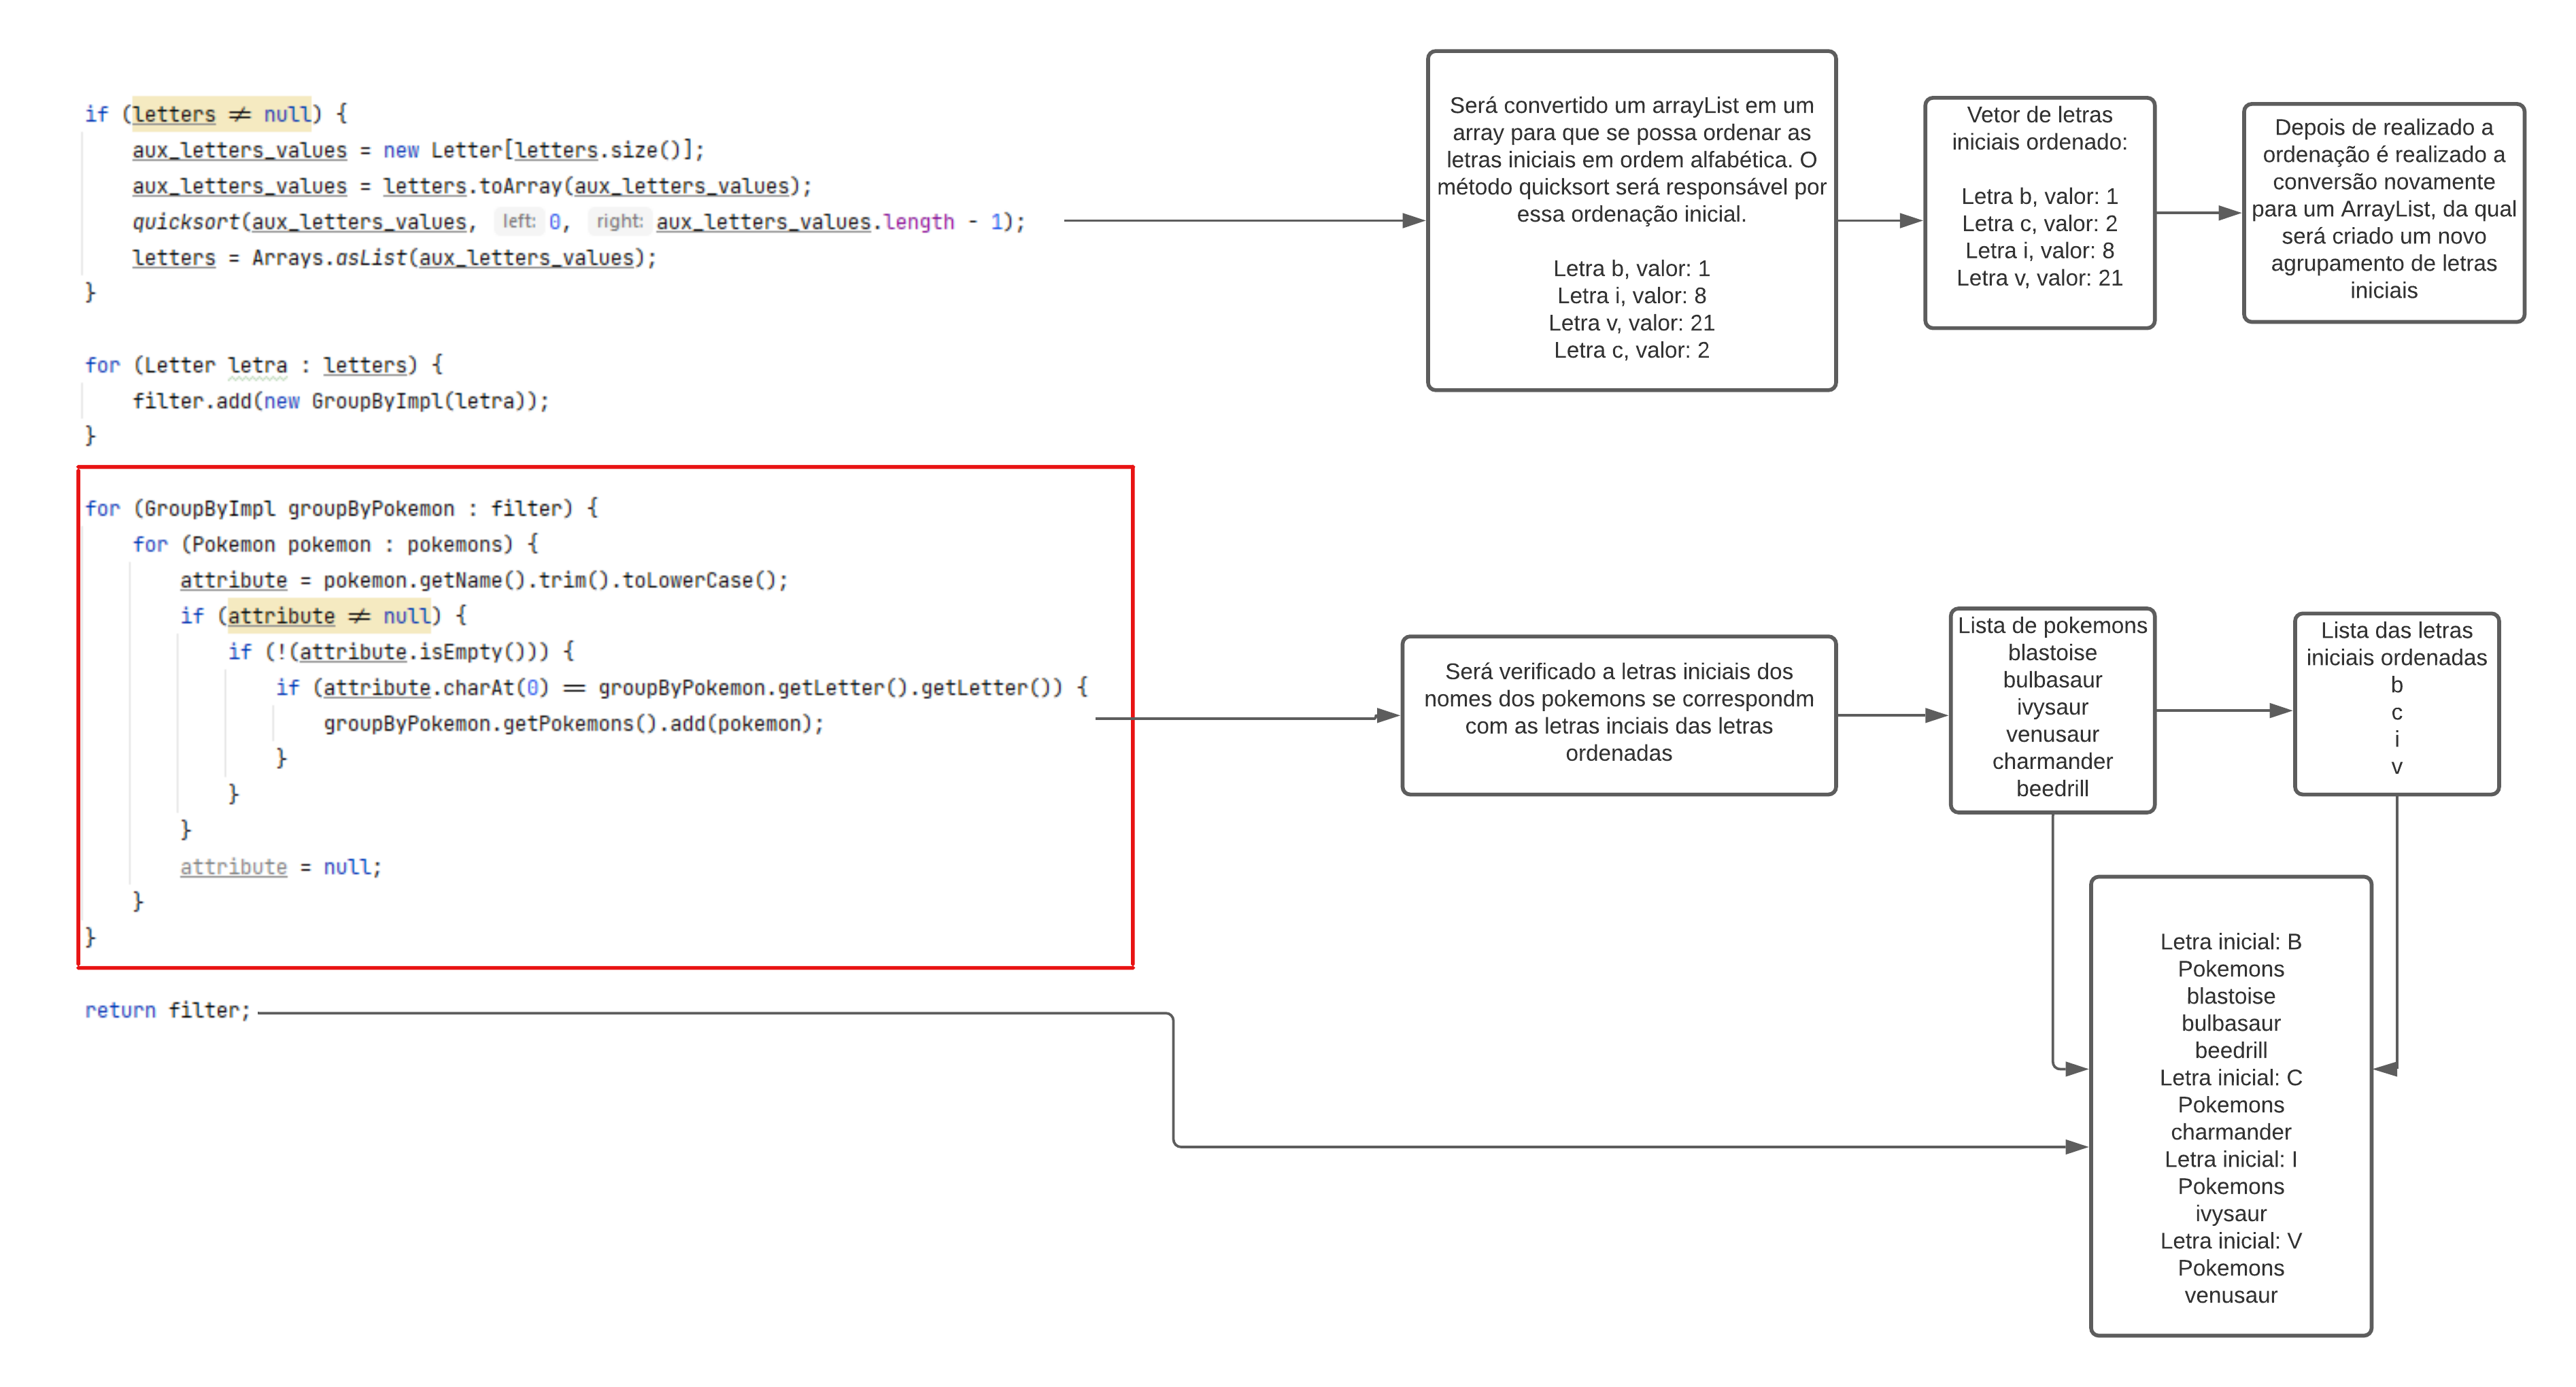 if (letters ≠ null) {
aux_letters_values = new Letter[letters.size()];
aux_letters_values = letters.toArray(aux_letters_values);
quicksort(aux_letters_values, left: 0, right: aux_letters_values.length - 1);
letters = Arrays.asList(aux_letters_values);
}
for (Letter letra : letters) {
filter.add(new GroupByImpl(letra));
}
for (GroupByImpl groupByPokemon : filter) {
for (Pokemon pokemon : pokemons) {
attribute = pokemon.getName().trim().toLowerCase();
if (attribute ≠ null) {
if (!(attribute.isEmpty())) {
if (attribute.charAt(0) == groupByPokemon.getLetter().getLetter()) {
groupByPokemon.getPokemons().add(pokemon);
}
}
}
attribute = null;
}
}
return filter;
Será convertido um arrayList em um
array para que se possa ordenar as
letras iniciais em ordem alfabética. O
método quicksort será responsável por
essa ordenação inicial.
Letra b, valor: 1
Letra i, valor: 8
Letra v, valor: 21
Letra c, valor: 2
Vetor de letras
iniciais ordenado:
Letra b, valor: 1
Letra c, valor: 2
Letra i, valor: 8
Letra v, valor: 21
Depois de realizado a
ordenação é realizado a
conversão novamente
para um ArrayList, da qual
será criado um novo
agrupamento de letras
iniciais
Será verificado a letras iniciais dos
nomes dos pokemons se correspondm
com as letras inciais das letras
ordenadas
Lista de pokemons
blastoise
bulbasaur
ivysaur
venusaur
charmander
beedrill
Lista das letras
iniciais ordenadas
b
c
i
v
Letra inicial: B
Pokemons
blastoise
bulbasaur
beedrill
Letra inicial: C
Pokemons
charmander
Letra inicial: I
Pokemons
ivysaur
Letra inicial: V
Pokemons
venusaur